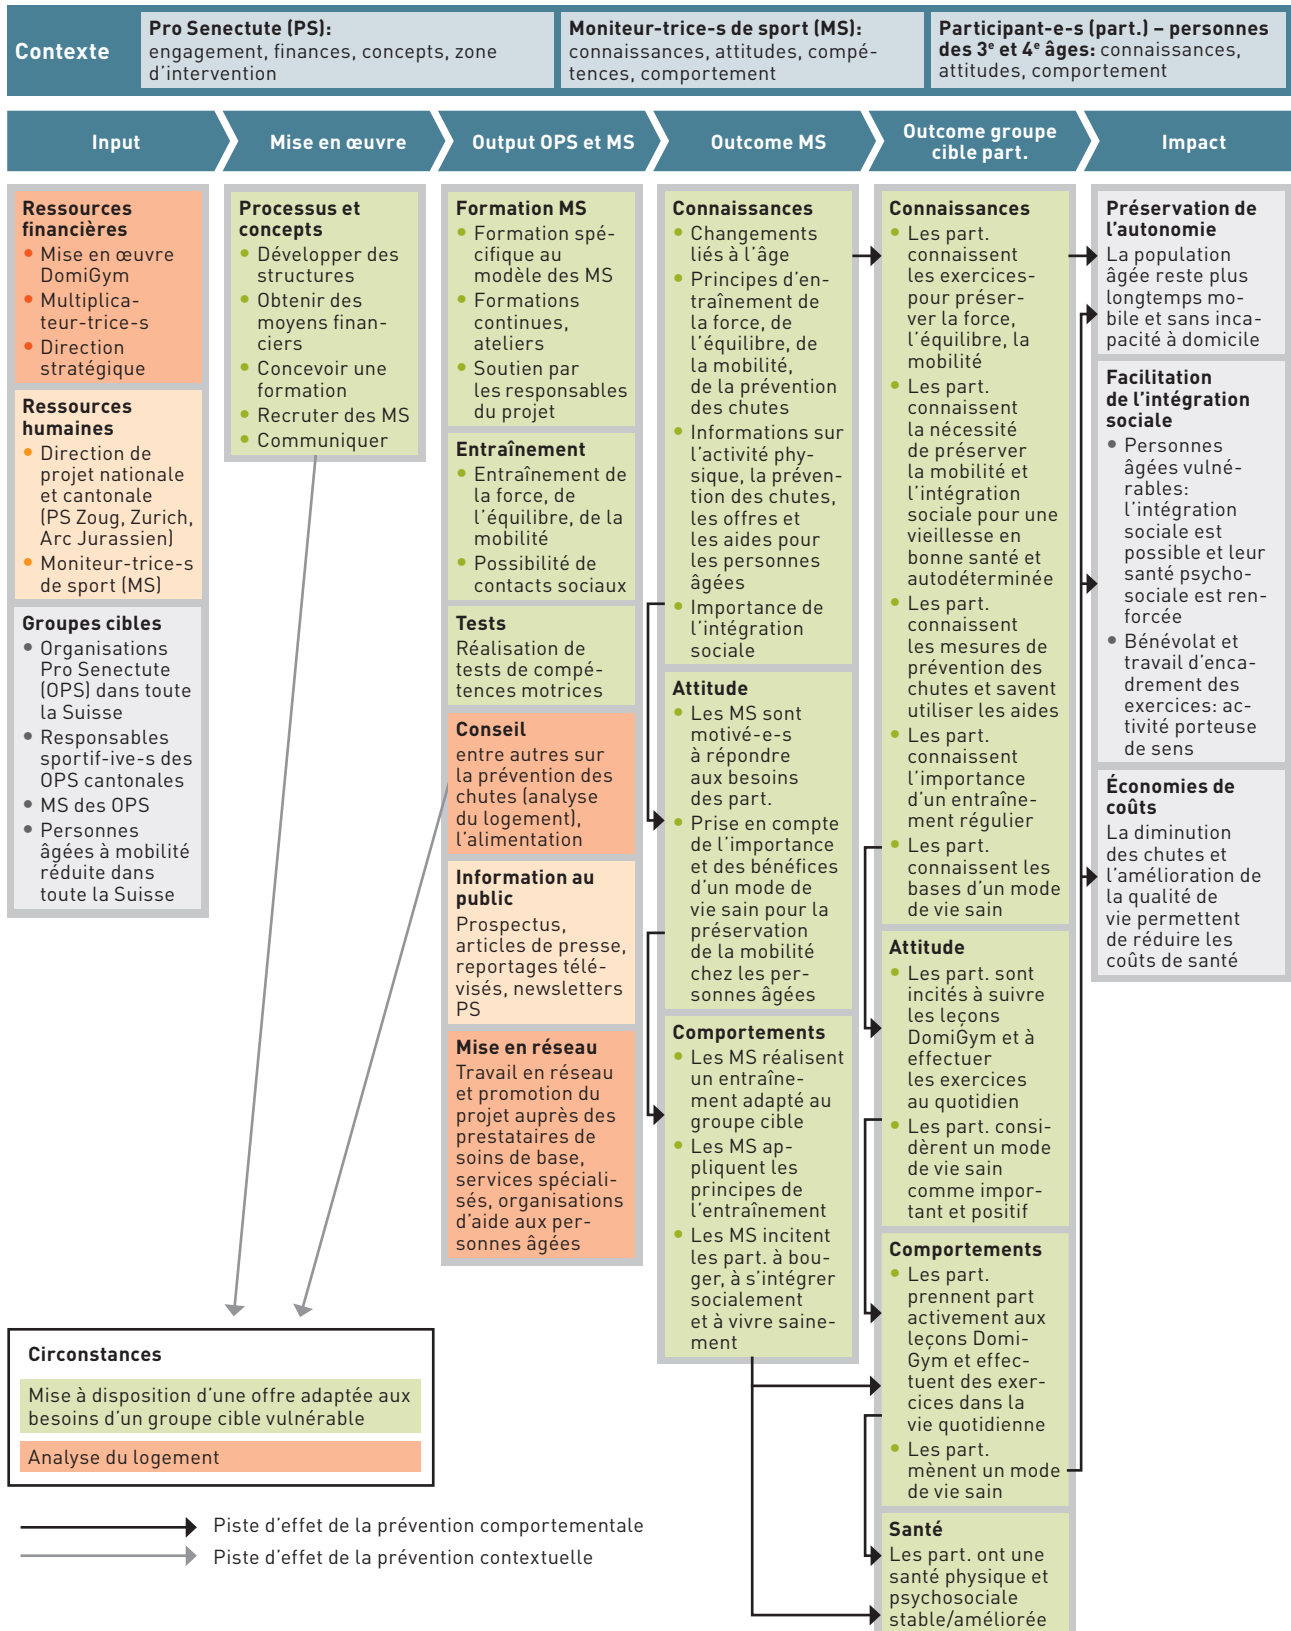 Contexte
Pro Senectute (PS):
engagement, finances, concepts, zone
d'intervention
Moniteur-trice-s de sport (MS):
connaissances, attitudes, compé-
tences, comportement
Participant-e-s (part.) – personnes
des 3e et 4e âges: connaissances,
attitudes, comportement
Input
Mise en œuvre
Output OPS et MS
Outcome MS
Outcome groupe
cible part.
Impact
Ressources
financières
• Mise en œuvre
DomiGym
• Multiplica-
teur-trice-s
• Direction
stratégique
Ressources
humaines
• Direction de
projet nationale
et cantonale
(PS Zoug, Zurich,
Arc Jurassien)
• Moniteur-trice-s
de sport (MS)
Groupes cibles
• Organisations
Pro Senectute
(OPS) dans toute
la Suisse
• Responsables
sportif-ive-s des
OPS cantonales
• MS des OPS
• Personnes
âgées à mobilité
réduite dans
toute la Suisse
Processus et
concepts
• Développer des
structures
• Obtenir des
moyens finan-
ciers
• Concevoir une
formation
• Recruter des MS
• Communiquer
Formation MS
• Formation spé-
cifique au
modèle des MS
• Formations
continues,
ateliers
• Soutien par
les responsables
du projet
Entraînement
• Entraînement de
la force, de
l'équilibre, de la
mobilité
• Possibilité de
contacts sociaux
Tests
Réalisation de
tests de compé-
tences motrices
Conseil
entre autres sur
la prévention des
chutes (analyse
du logement),
l'alimentation
Information au
public
Prospectus,
articles de presse,
reportages télé-
visés, newsletters
PS
Mise en réseau
Travail en réseau
et promotion du
projet auprès des
prestataires de
soins de base,
services spéciali-
sés, organisations
d'aide aux per-
sonnes âgées
Connaissances
• Changements
liés à l'âge
• Principes d'en-
traînement de
la force, de
l'équilibre, de
la mobilité,
de la prévention
des chutes
• Informations sur
l'activité phy-
sique, la préven-
tion des chutes,
les offres et
les aides pour
les personnes
âgées
• Importance de
l'intégration
sociale
Attitude
• Les MS sont
motivé-e-s
à répondre
aux besoins
des part.
• Prise en compte
de l'importance
et des bénéfices
d'un mode de
vie sain pour la
préservation
de la mobilité
chez les per-
sonnes âgées
Comportements
• Les MS réalisent
un entraîne-
ment adapté au
groupe cible
• Les MS ap-
pliquent les
principes de
l'entraînement
• Les MS incitent
les part. à bou-
ger, à s'intégrer
socialement
et à vivre saine-
ment
Connaissances
• Les part.
connaissent
les exercices-
pour préser-
ver la force,
l'équilibre, la
mobilité
• Les part.
connaissent
la nécessité
de préserver
la mobilité et
l'intégration
sociale pour une
vieillesse en
bonne santé et
autodéterminée
• Les part.
connaissent
les mesures de
prévention des
chutes et savent
utiliser les aides
• Les part.
connaissent
l'importance
d'un entraîne-
ment régulier
• Les part.
connaissent les
bases d'un mode
de vie sain
Attitude
• Les part. sont
incités à suivre
les leçons
DomiGym et à
effectuer
les exercices
au quotidien
• Les part. consi-
dèrent un mode
de vie sain
comme impor-
tant et positif
Comportements
• Les part.
prennent part
activement aux
leçons Domi-
Gym et effec-
tuent des exer-
cices dans la
vie quotidienne
• Les part.
mènent un mode
de vie sain
Santé
Les part. ont une
santé physique et
psychosociale
stable/améliorée
Préservation de
l'autonomie
La population
âgée reste plus
longtemps mo-
bile et sans inca-
pacité à domicile
Facilitation
de l'intégration
sociale
• Personnes
âgées vulné-
rables:
l'intégration
sociale est
possible et leur
santé psycho-
sociale est ren-
forcée
• Bénévolat et
travail d'enca-
drement des
exercices: ac-
tivité porteuse
de sens
Économies de
coûts
La diminution
des chutes et
l'amélioration de
la qualité de
vie permettent
de réduire les
coûts de santé
Circonstances
Mise à disposition d'une offre adaptée aux
besoins d'un groupe cible vulnérable
Analyse du logement
Piste d'effet de la prévention comportementale
Piste d'effet de la prévention contextuelle